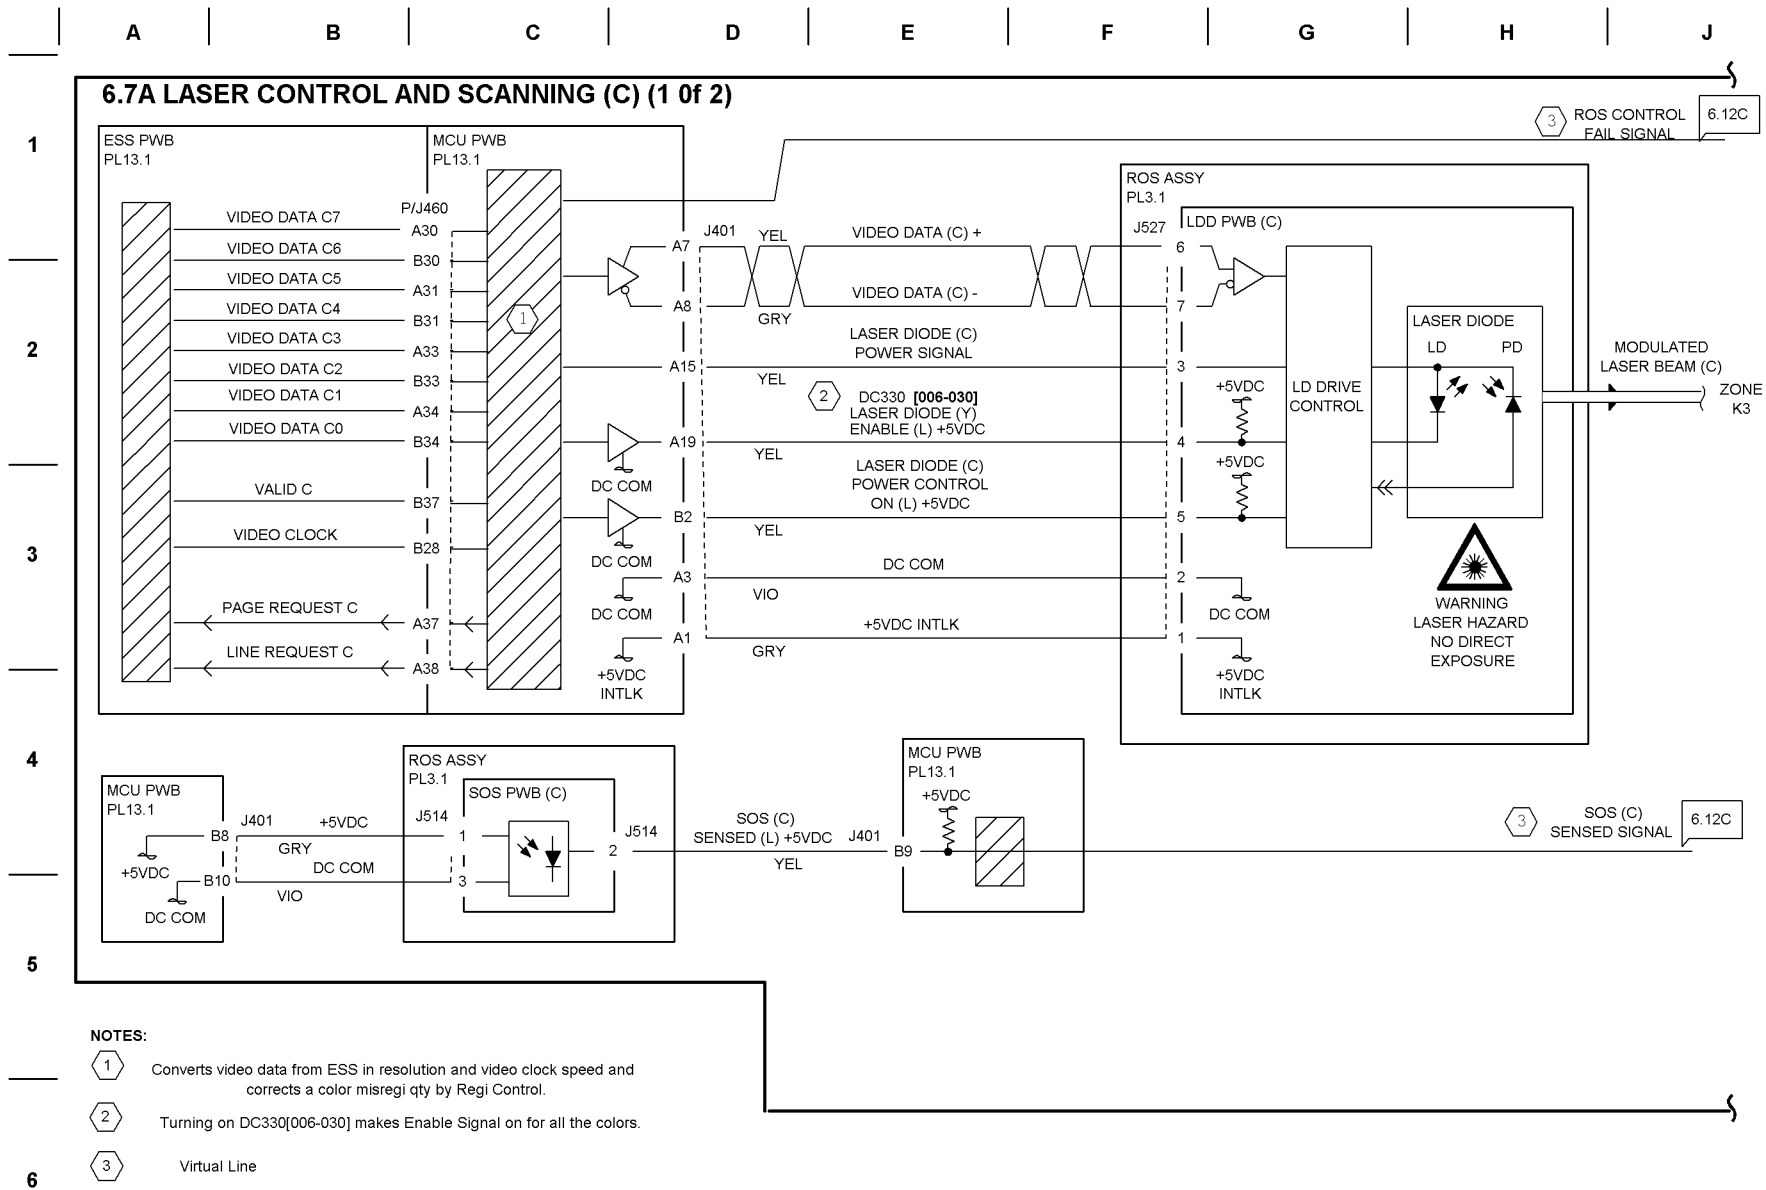 A B C D E F G H J
1
2
3
4
5
6
6.7A LASER CONTROL AND SCANNING (C) (1 0f 2)
3 ROS CONTROL
FAIL SIGNAL
6.12C
ESS PWB
PL13.1
MCU PWB
PL13.1
P/J460
VIDEO DATA C7 A30
VIDEO DATA C6 B30
VIDEO DATA C5 A31
VIDEO DATA C4 B31
VIDEO DATA C3 A33
VIDEO DATA C2 B33
VIDEO DATA C1 A34
VIDEO DATA C0 B34
VALID C B37
VIDEO CLOCK B28
PAGE REQUEST C A37
LINE REQUEST C A38
1
DC COM
DC COM
DC COM
+5VDC
INTLK
J401
A7 YEL VIDEO DATA (C) + 6
A8 GRY VIDEO DATA (C) - 7
LASER DIODE (C)
POWER SIGNAL
A15 YEL 3
2 DC330 [006-030]
LASER DIODE (Y)
ENABLE (L) +5VDC
A19 YEL 4
LASER DIODE (C)
POWER CONTROL
ON (L) +5VDC
B2 YEL 5
DC COM
A3 VIO 2
+5VDC INTLK
A1 GRY 1
ROS ASSY
PL3.1
J527
LDD PWB (C)
+5VDC
+5VDC
DC COM
+5VDC
INTLK
LD DRIVE
CONTROL
LASER DIODE
LD PD
MODULATED
LASER BEAM (C)
ZONE
K3
WARNING
LASER HAZARD
NO DIRECT
EXPOSURE
MCU PWB
PL13.1
+5VDC
DC COM
B8
B10
J401
+5VDC
GRY
DC COM
VIO
ROS ASSY
PL3.1
J514
SOS PWB (C)
1
3
2
J514
SOS (C)
SENSED (L) +5VDC
YEL
J401
MCU PWB
PL13.1
+5VDC
B9
3 SOS (C)
SENSED SIGNAL
6.12C
NOTES:
1 Converts video data from ESS in resolution and video clock speed and
corrects a color misregi qty by Regi Control.
2 Turning on DC330[006-030] makes Enable Signal on for all the colors.
3 Virtual Line